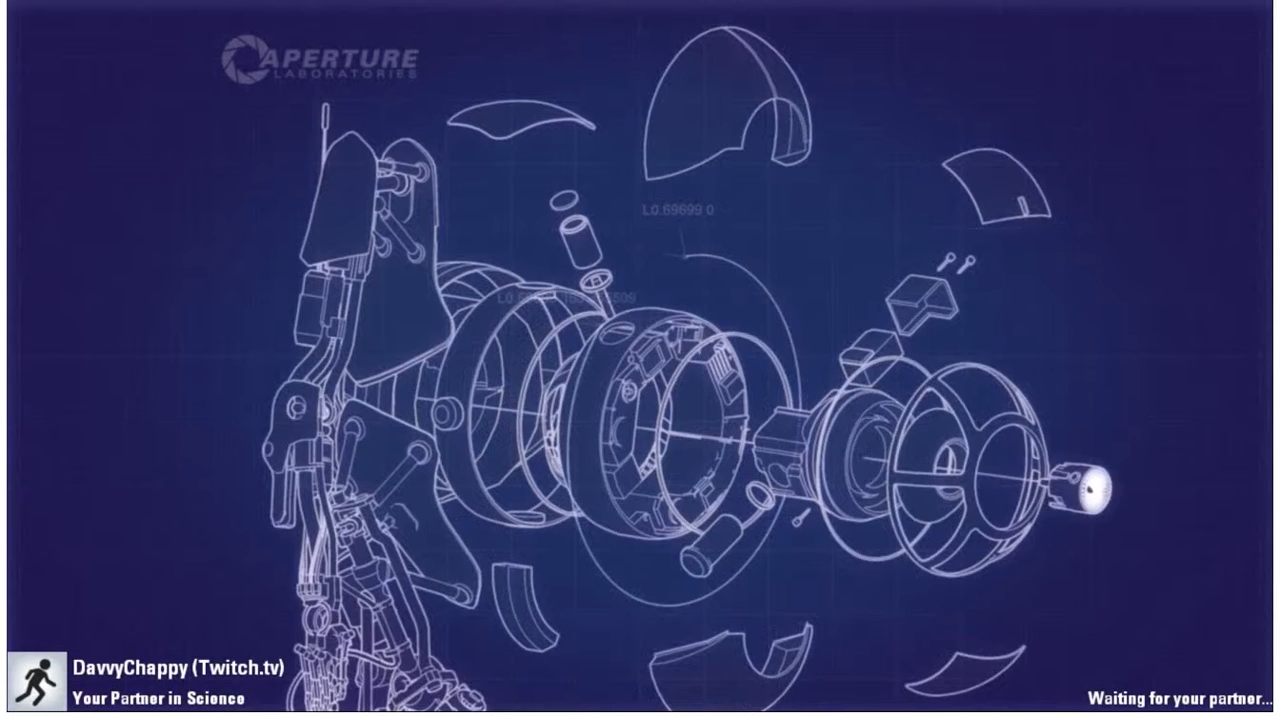 APERTURE
LABORATORIES
L0.69699 0
DavvyChappy (Twitch.tv)
Your Partner in Science
Waiting for your partner...